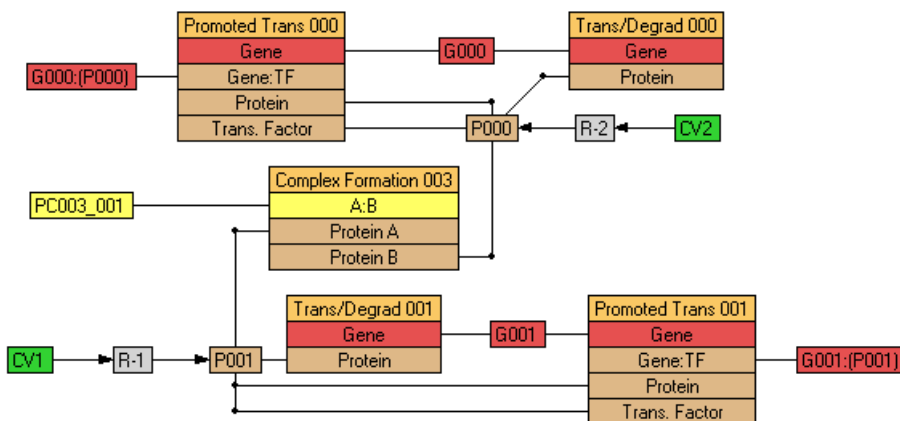 Promoted Trans 000
Trans/Degrad 000
Gene
G000
Gene
G000:(P000)
Gene:TF
Protein
Protein
Trans. Factor
P000
R-2
CV2
Complex Formation 003
PC003_001
A:B
Protein A
Protein B
Trans/Degrad 001
Promoted Trans 001
Gene
G001
Gene
CV1
R-1
P001
Protein
Gene:TF
G001:(P001)
Protein
Trans. Factor